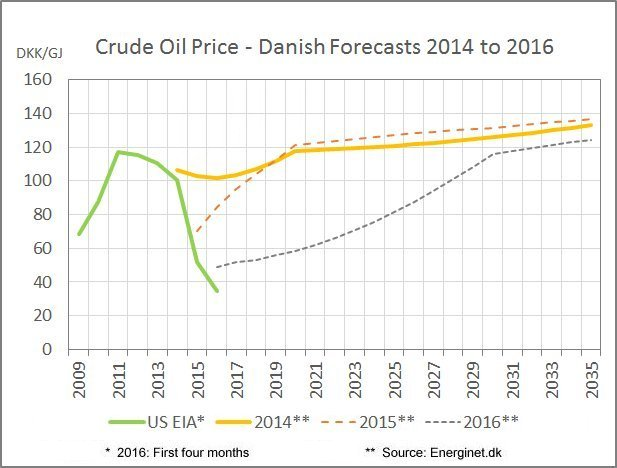 Crude Oil Price - Danish Forecasts 2014 to 2016
DKK/GJ
160
140
120
100
80
60
40
20
0
2009 2011 2013 2015 2017 2019 2021 2023 2025 2027 2029 2031 2033 2035
US EIA* 2014** 2015** 2016**
* 2016: First four months ** Source: Energinet.dk